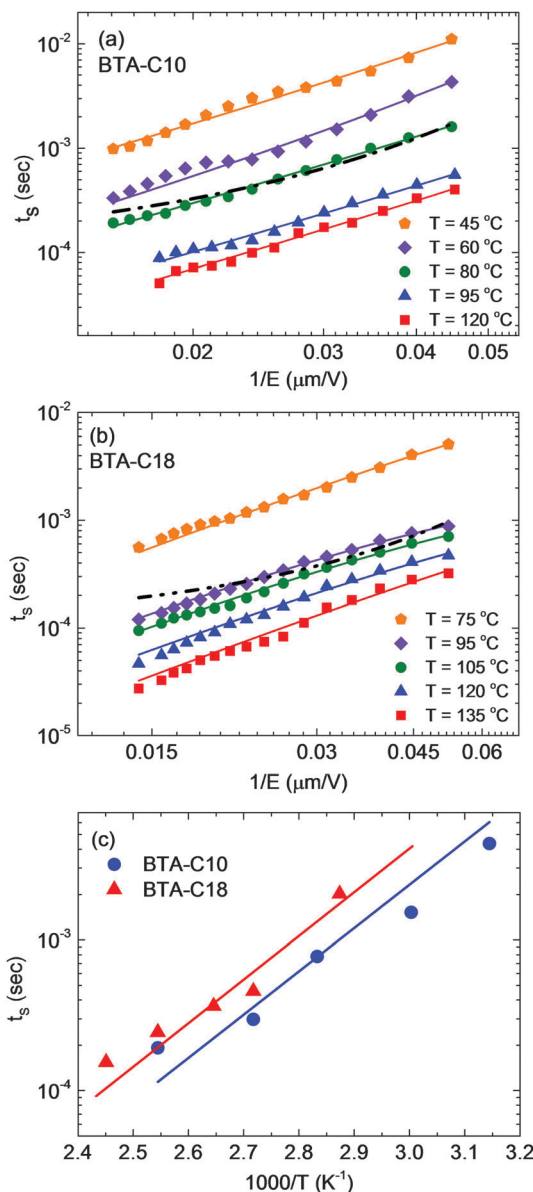 (a)
BTA-C10
10⁻²
10⁻³
10⁻⁴
tₛ (sec)
T = 45 °C
T = 60 °C
T = 80 °C
T = 95 °C
T = 120 °C
0.02 0.03 0.04 0.05
1/E (μm/V)
(b)
BTA-C18
10⁻²
10⁻³
10⁻⁴
10⁻⁵
tₛ (sec)
T = 75 °C
T = 95 °C
T = 105 °C
T = 120 °C
T = 135 °C
0.015 0.03 0.045 0.06
1/E (μm/V)
(c)
BTA-C10
BTA-C18
10⁻³
10⁻⁴
tₛ (sec)
2.4 2.5 2.6 2.7 2.8 2.9 3.0 3.1 3.2
1000/T (K⁻¹)